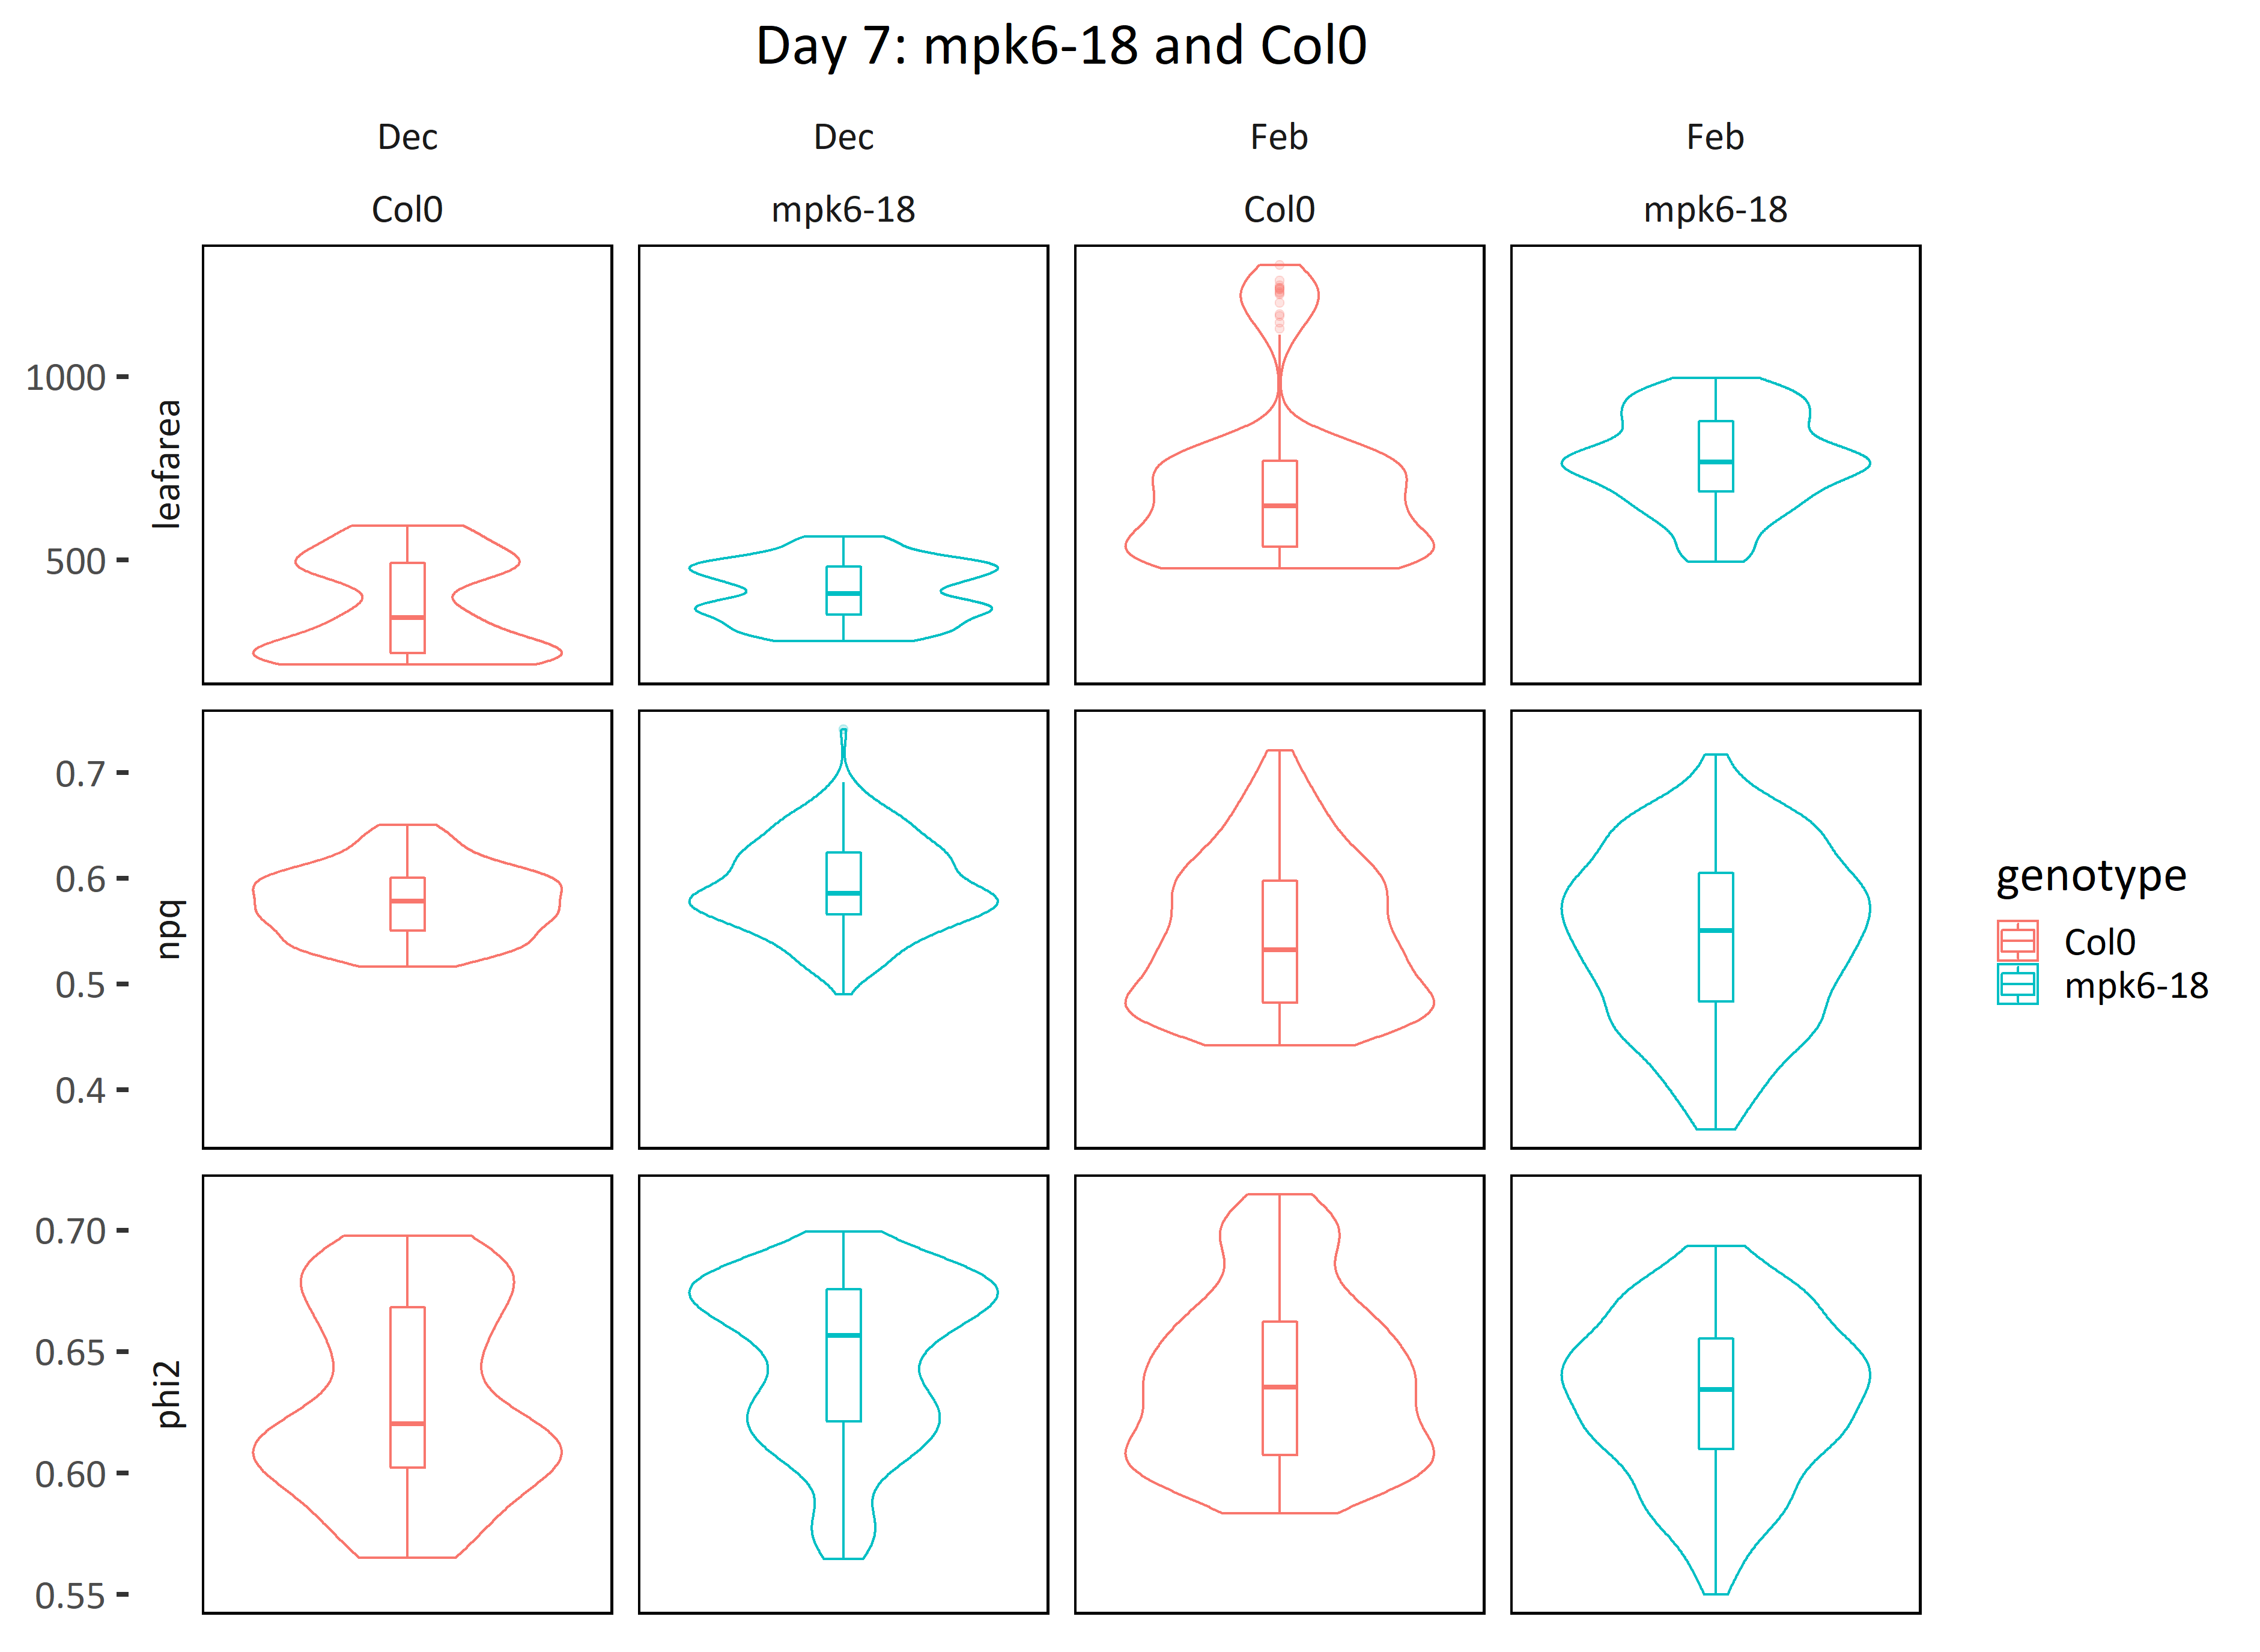 Day 7: mpk6-18 and Col0
Dec Dec Feb Feb
Col0 mpk6-18 Col0 mpk6-18
leafarea
1000
500
npq
0.7
0.6
0.5
0.4
phi2
0.70
0.65
0.60
0.55
genotype
Col0
mpk6-18